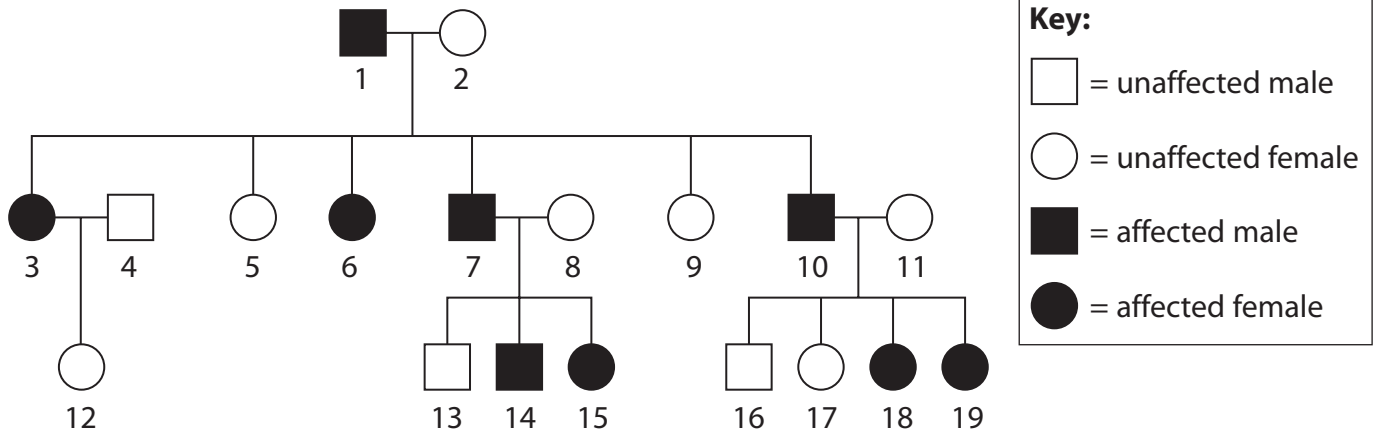 Key:
= unaffected male
= unaffected female
= affected male
= affected female
1 2
3 4 5 6 7 8 9 10 11
12 13 14 15 16 17 18 19